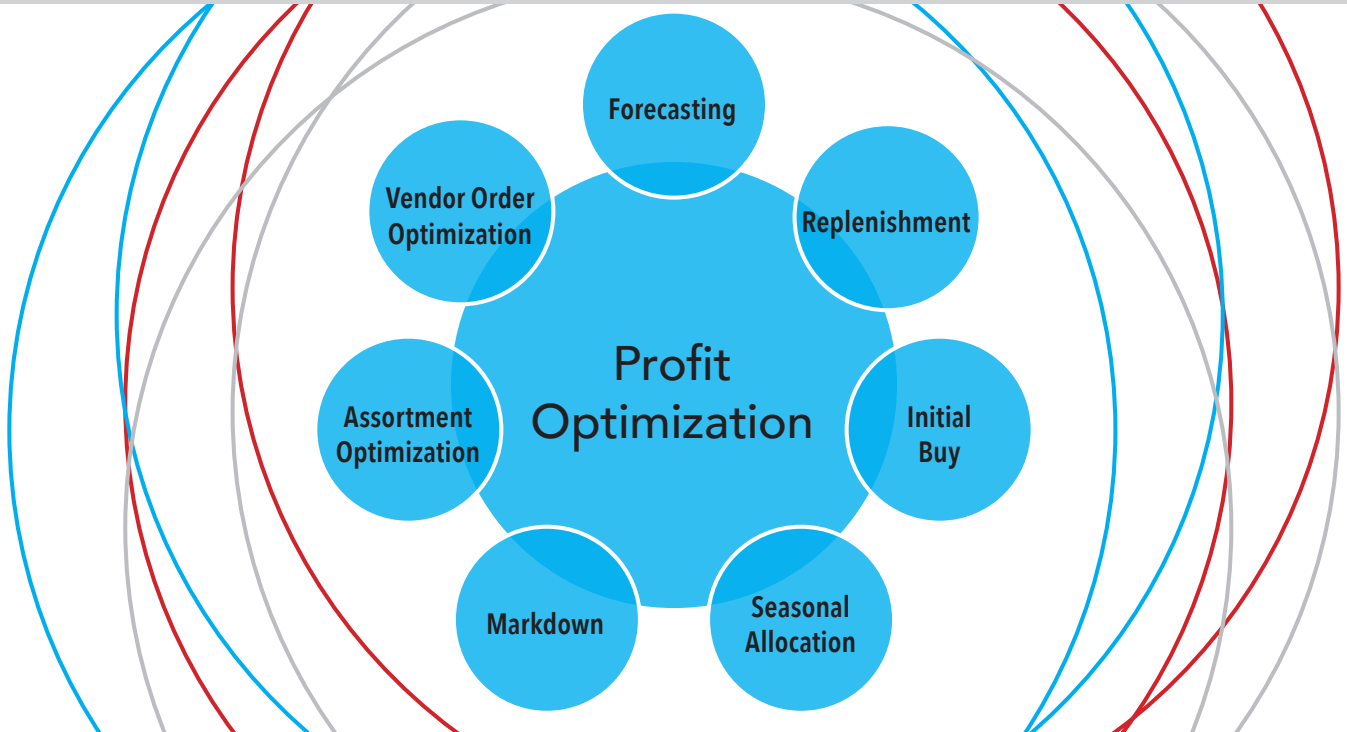 Forecasting
Replenishment
Initial
Buy
Seasonal
Allocation
Markdown
Assortment
Optimization
Vendor Order
Optimization
Profit
Optimization